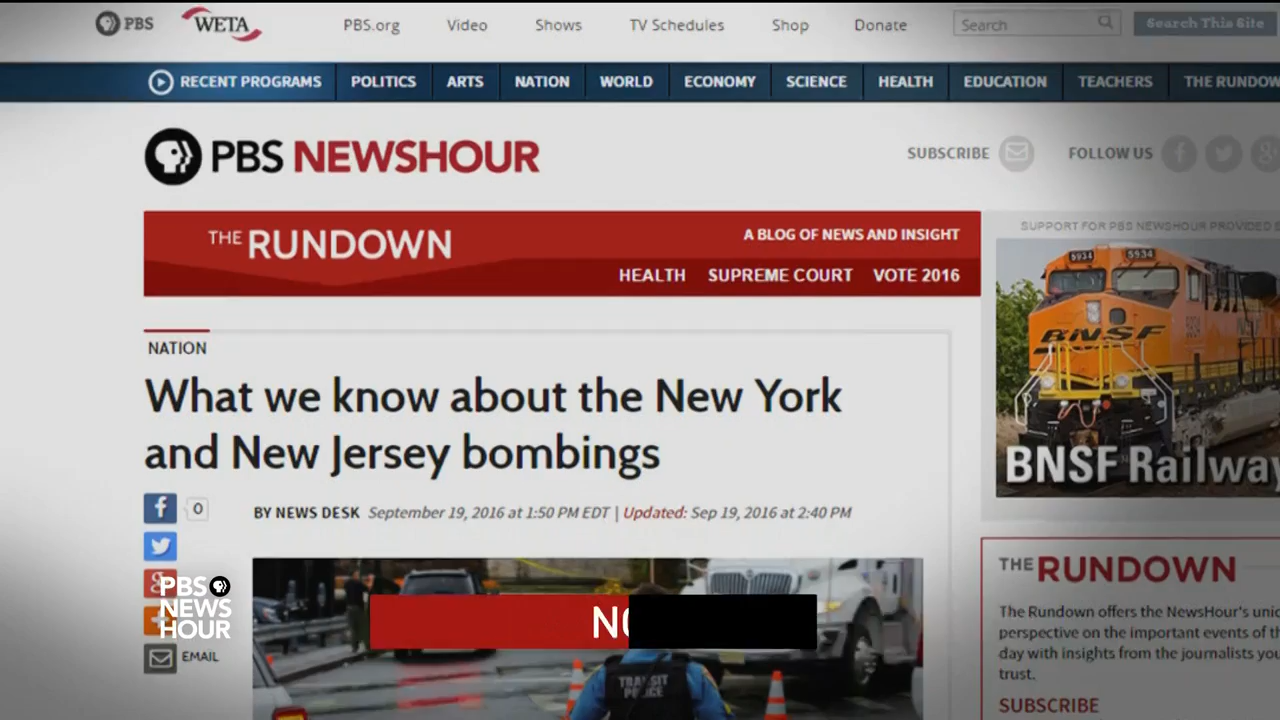 PBS WETA PBS.org Video Shows TV Schedules Shop Donate Search Search This Site
RECENT PROGRAMS POLITICS ARTS NATION WORLD ECONOMY SCIENCE HEALTH EDUCATION TEACHERS THE RUNDOW
PBS NEWSHOUR
SUBSCRIBE FOLLOW US
THE RUNDOWN
A BLOG OF NEWS AND INSIGHT
HEALTH SUPREME COURT VOTE 2016
SUPPORT FOR PBS NEWSHOUR PROVIDED
5934 5934
BNSF
BNSF Railway
NATION
What we know about the New York
and New Jersey bombings
0
BY NEWS DESK September 19, 2016 at 1:50 PM EDT | Updated: Sep 19, 2016 at 2:40 PM
PBS
NEWS
HOUR
EMAIL
NO
TRANSIT
POLICE
THE RUNDOWN
The Rundown offers the NewsHour's uni
perspective on the important events of th
day with insights from the journalists you
trust.
SUBSCRIBE